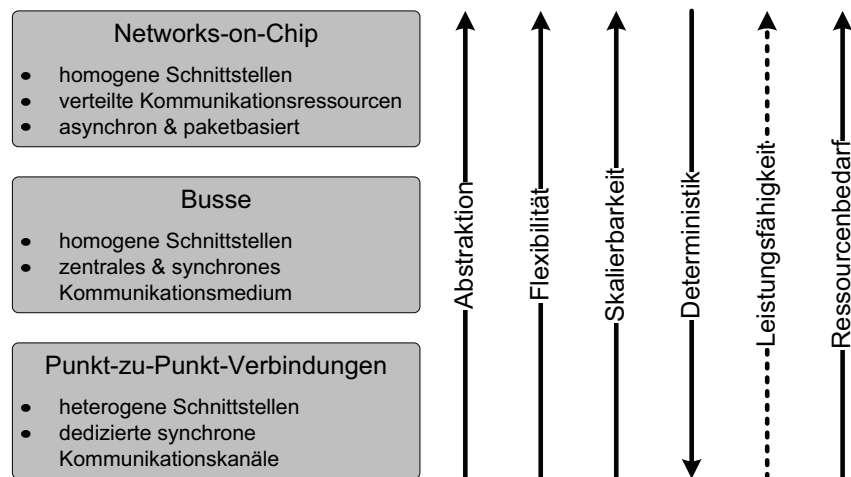 Networks-on-Chip
• homogene Schnittstellen
• verteilte Kommunikationsressourcen
• asynchron & paketbasiert
Busse
• homogene Schnittstellen
• zentrales & synchrones
Kommunikationsmedium
Punkt-zu-Punkt-Verbindungen
• heterogene Schnittstellen
• dedizierte synchrone
Kommunikationskanäle
Abstraktion
Flexibilität
Skalierbarkeit
Deterministik
Leistungsfähigkeit
Ressourcenbedarf